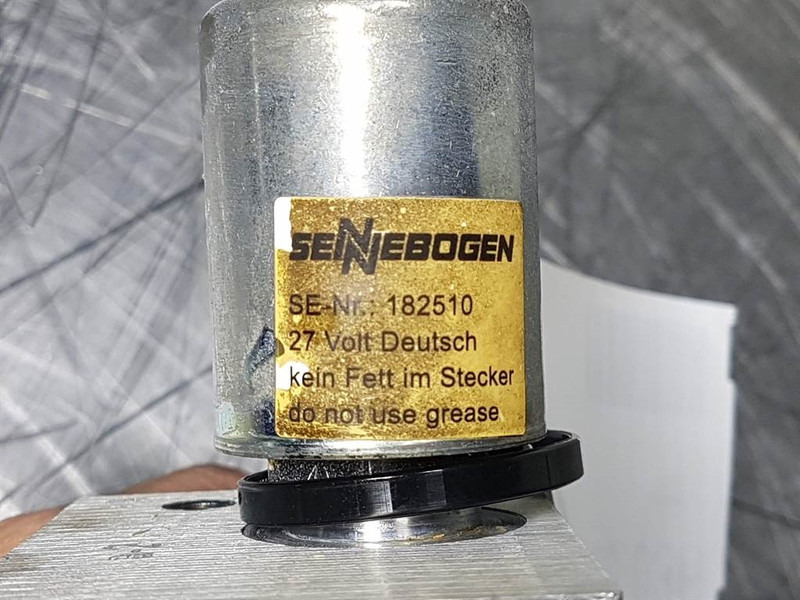 SENNEBOGEN
SE-Nr.: 182510
27 Volt Deutsch
kein Fett im Stecker
do not use grease